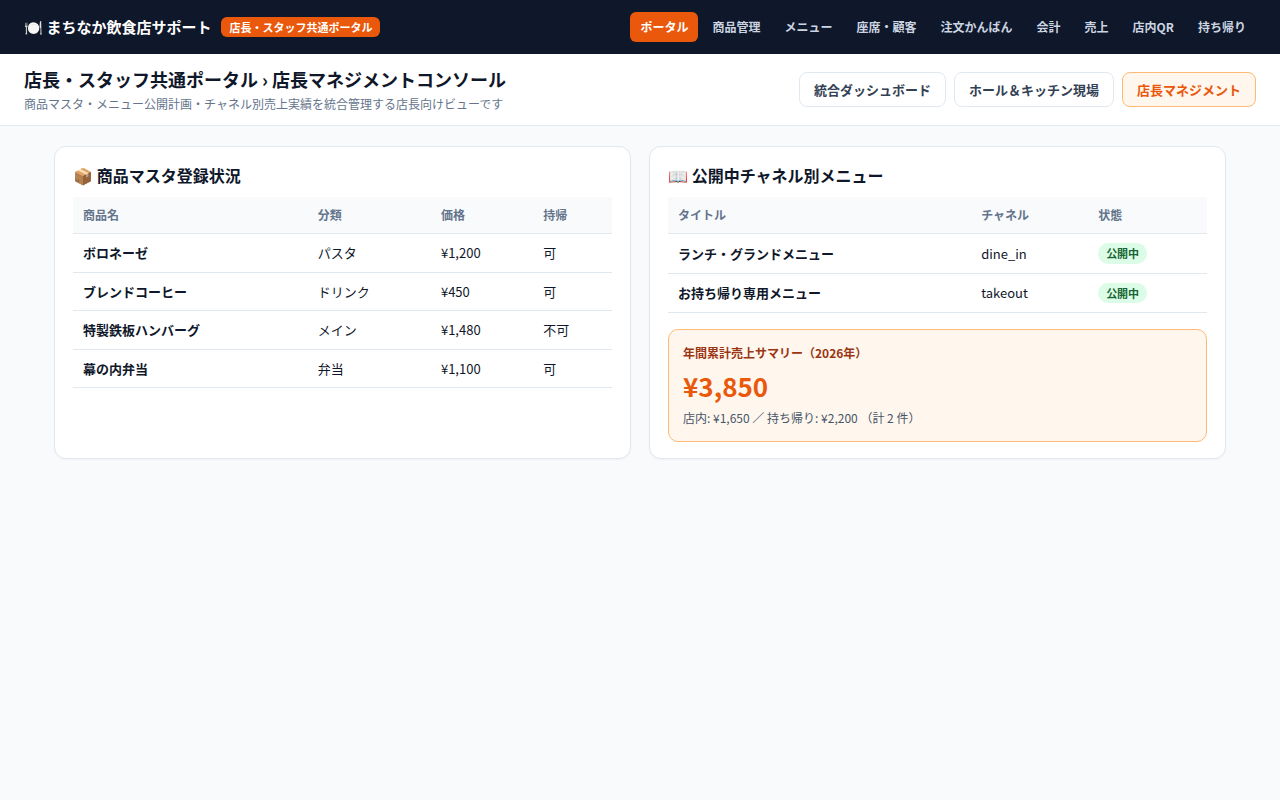 🍽️ まちなか飲食店サポート 店長・スタッフ共通ポータル ポータル 商品管理 メニュー 座席・顧客 注文かんばん 会計 売上 店内QR 持ち帰り
店長・スタッフ共通ポータル › 店長マネジメントコンソール
商品マスタ・メニュー公開計画・チャネル別売上実績を統合管理する店長向けビューです
統合ダッシュボード ホール＆キッチン現場 店長マネジメント
📦 商品マスタ登録状況
商品名 分類 価格 持帰
ボロネーゼ パスタ ¥1,200 可
ブレンドコーヒー ドリンク ¥450 可
特製鉄板ハンバーグ メイン ¥1,480 不可
幕の内弁当 弁当 ¥1,100 可
📖 公開中チャネル別メニュー
タイトル チャネル 状態
ランチ・グランドメニュー dine_in 公開中
お持ち帰り専用メニュー takeout 公開中
年間累計売上サマリー（2026年）
¥3,850
店内: ¥1,650 ／ 持ち帰り: ¥2,200 （計 2 件）